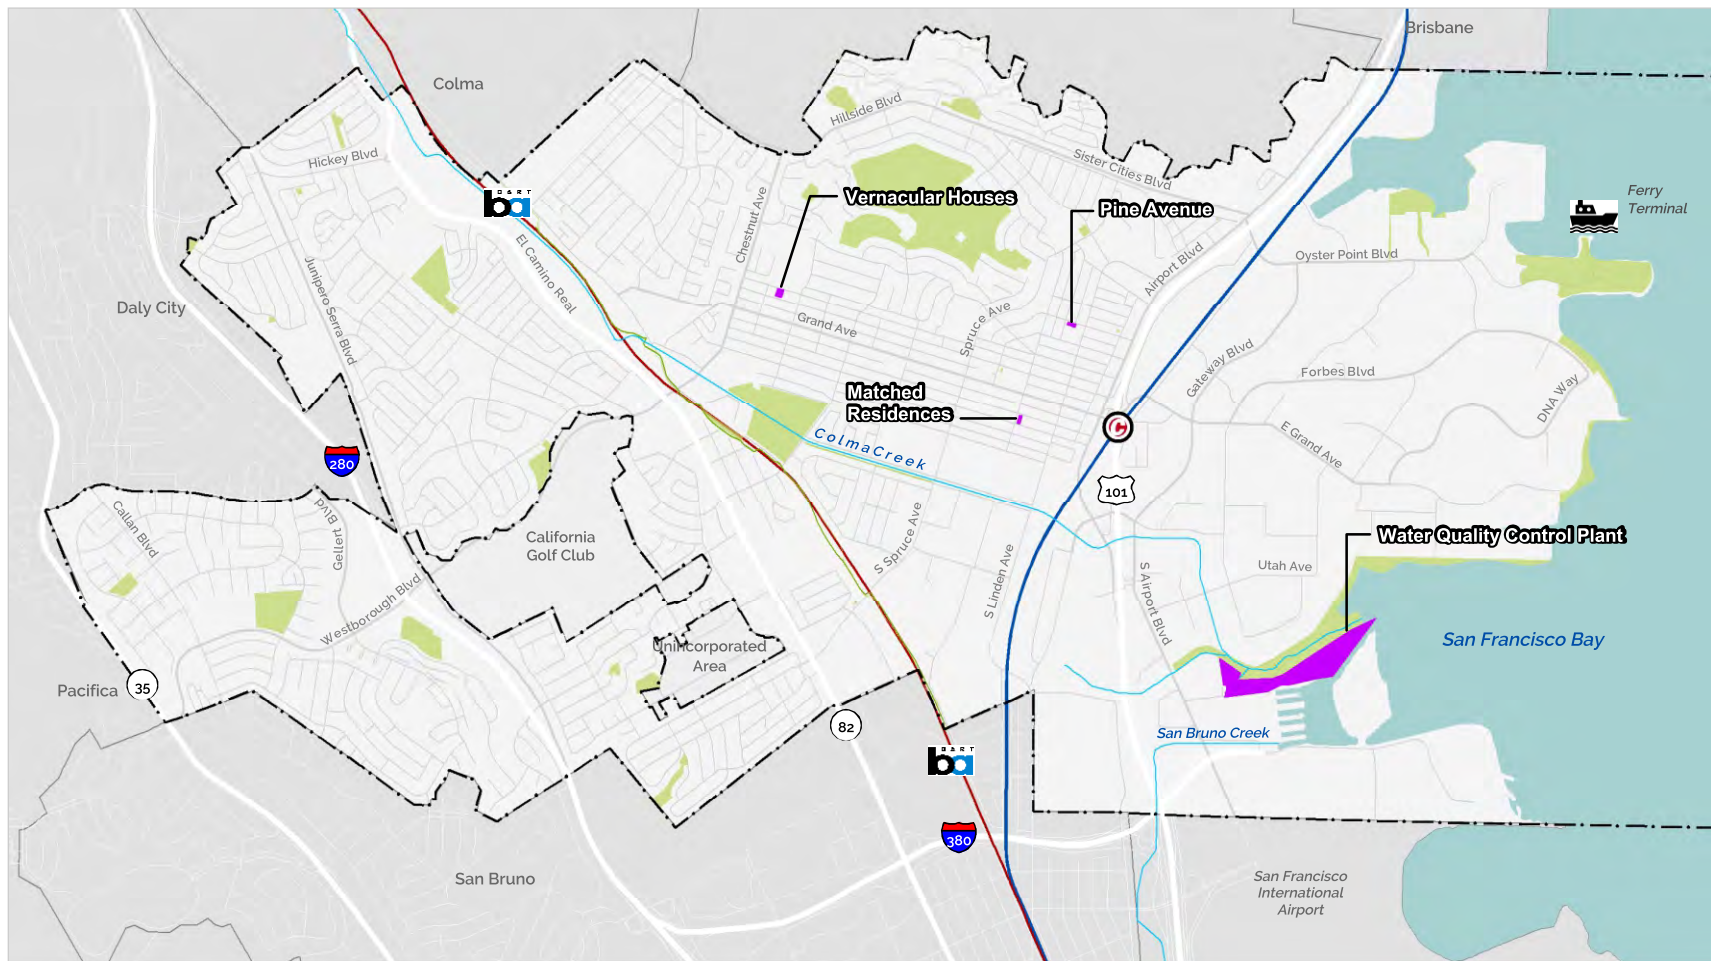 Brisbane
Colma
Hillside Blvd
Hickey Blvd
Sister Cities Blvd
BART
ba
Vernacular Houses
Pine Avenue
Ferry
Terminal
Chestnut Ave
El Camino Real
Junipero Serra Blvd
Airport Blvd
Oyster Point Blvd
Daly City
Grand Ave
Spruce Ave
Gateway Blvd
Forbes Blvd
DNA Way
Matched
Residences
C
Colma Creek
E Grand Ave
280
101
Callan Blvd
Gellert Blvd
California
Golf Club
S Spruce Ave
S Linden Ave
Water Quality Control Plant
Utah Ave
S Airport Blvd
Westborough Blvd
San Francisco Bay
Unincorporated
Area
Pacifica
35
82
San Bruno Creek
BART
ba
380
San Bruno
San Francisco
International
Airport